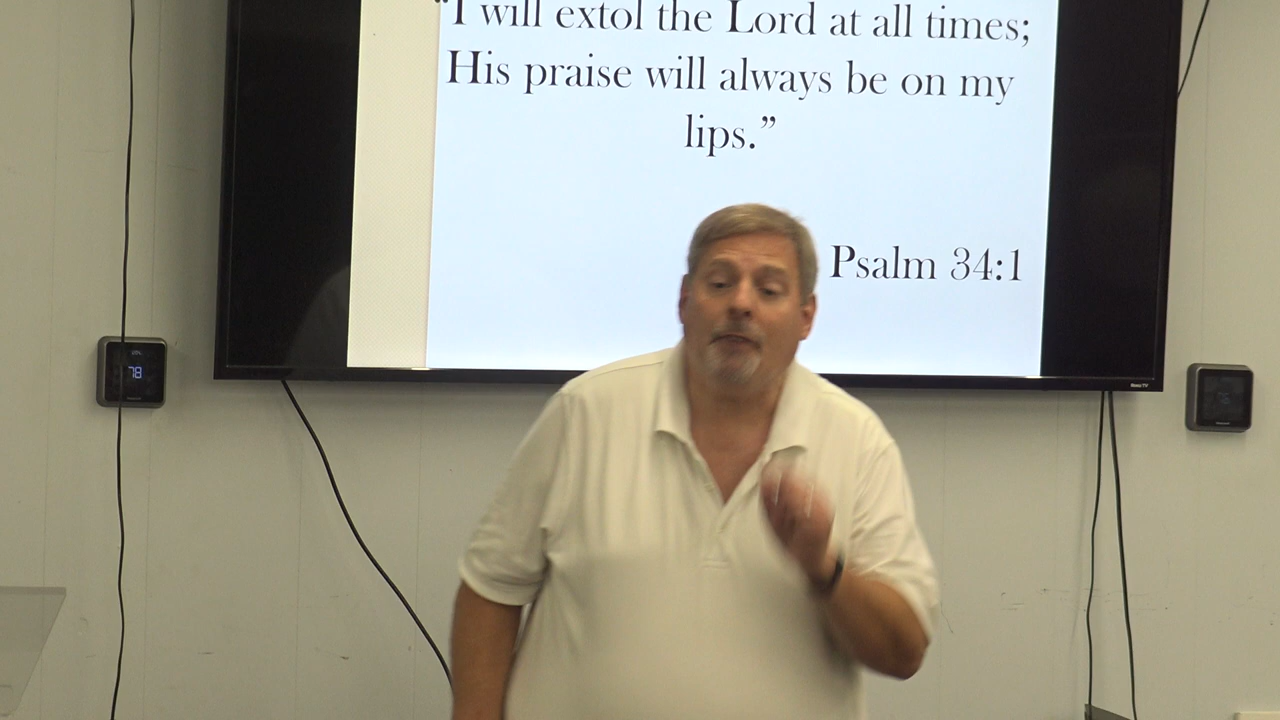 “I will extol the Lord at all times;
His praise will always be on my
lips.”
Psalm 34:1
78